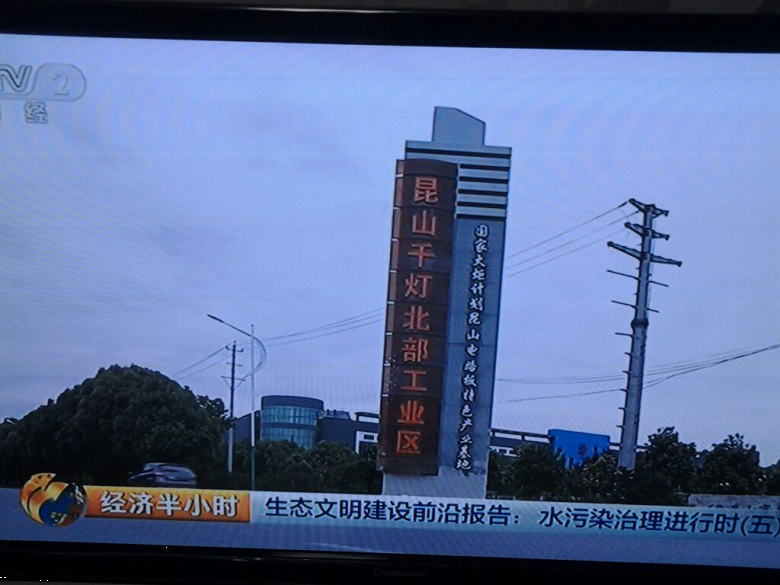 TV 2
经
昆山千灯北部工业区
国家火炬计划昆山电路板特色产业基地
经济半小时
生态文明建设前沿报告：水污染治理进行时(五)